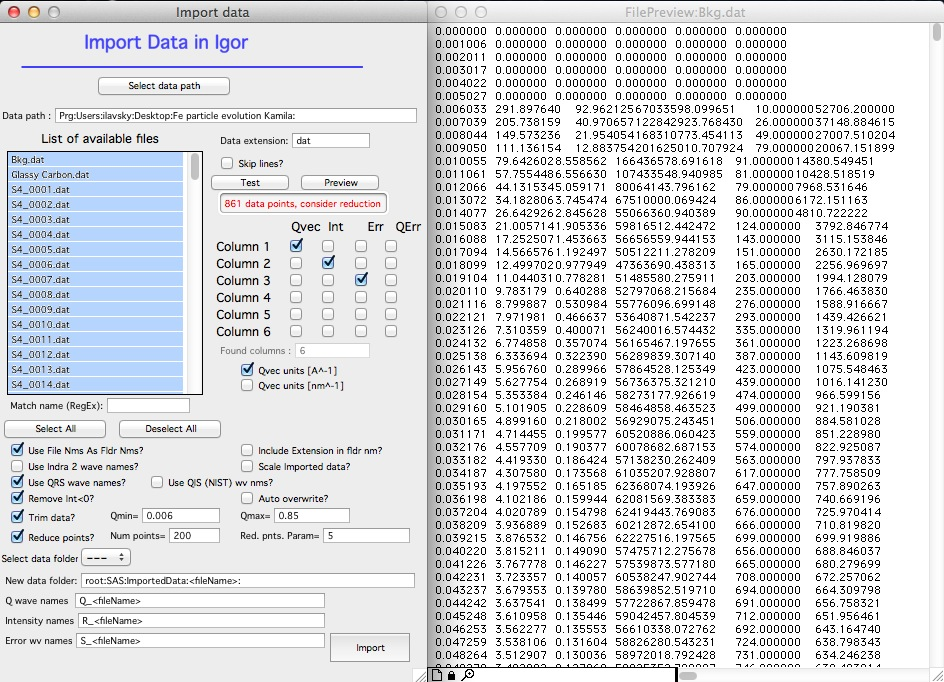 Import data
Import Data in Igor
Select data path
Data path : Prg:Users:ilavsky:Desktop:Fe particle evolution Kamila:
List of available files
Bkg.dat
Glassy Carbon.dat
S4_0001.dat
S4_0002.dat
S4_0003.dat
S4_0004.dat
S4_0005.dat
S4_0006.dat
S4_0007.dat
S4_0008.dat
S4_0009.dat
S4_0010.dat
S4_0011.dat
S4_0012.dat
S4_0013.dat
S4_0014.dat
Data extension: dat
Skip lines?
Test Preview
861 data points, consider reduction
Qvec Int Err QErr
Column 1
Column 2
Column 3
Column 4
Column 5
Column 6
Found columns : 6
Qvec units [A^-1]
Qvec units [nm^-1]
Match name (RegEx):
Select All Deselect All
Use File Nms As Fldr Nms? Include Extension in fldr nm?
Use Indra 2 wave names? Scale Imported data?
Use QRS wave names? Use QIS (NIST) wv nms?
Remove Int<0? Auto overwrite?
Trim data? Qmin= 0.006 Qmax= 0.85
Reduce points? Num points= 200 Red. pnts. Param= 5
Select data folder ---
New data folder: root:SAS:ImportedData:<fileName>:
Q wave names Q_<fileName>
Intensity names R_<fileName>
Error wv names S_<fileName>
Import
FilePreview:Bkg.dat
0.000000 0.000000 0.000000 0.000000 0.000000 0.000000
0.001006 0.000000 0.000000 0.000000 0.000000 0.000000
0.002011 0.000000 0.000000 0.000000 0.000000 0.000000
0.003017 0.000000 0.000000 0.000000 0.000000 0.000000
0.004022 0.000000 0.000000 0.000000 0.000000 0.000000
0.005027 0.000000 0.000000 0.000000 0.000000 0.000000
0.006033 291.897640 92.96212567033598.099651 10.00000052706.200000
0.007039 205.738159 40.970657122842923.768430 26.00000037148.884615
0.008044 149.573236 21.954054168310773.454113 49.00000027007.510204
0.009050 111.136154 12.883754201625010.707924 79.00000020067.151899
0.010055 79.6426028.558562 166436578.691618 91.00000014380.549451
0.011061 57.7554486.556630 107433548.940985 81.00000010428.518519
0.012066 44.1315345.059171 80064143.796162 79.0000007968.531646
0.013072 34.1828063.745474 67510000.069424 86.0000006172.151163
0.014077 26.6429262.845628 55066360.940389 90.0000004810.722222
0.015083 21.0057141.905336 59816512.442472 124.000000 3792.846774
0.016088 17.2525071.453663 56565559.944153 143.000000 3115.153846
0.017094 14.5665761.192497 50512211.278209 151.000000 2630.172185
0.018099 12.4997020.977949 47363690.438313 165.000000 2256.969697
0.019104 11.0440310.778281 51485580.275911 203.000000 1994.128079
0.020110 9.783179 0.640288 52797068.215684 235.000000 1766.463830
0.021116 8.799887 0.530984 55776096.699148 276.000000 1588.916667
0.022121 7.971981 0.466637 53640871.542237 293.000000 1439.426621
0.023126 7.310359 0.400071 56240016.574432 335.000000 1319.961194
0.024132 6.774858 0.357074 56165467.197655 361.000000 1223.268698
0.025138 6.333694 0.322390 56289839.307140 387.000000 1143.609819
0.026143 5.956760 0.289966 57864528.125349 423.000000 1075.548463
0.027149 5.627754 0.268919 56736375.321210 439.000000 1016.141230
0.028154 5.353384 0.246146 58273177.926619 474.000000 966.599156
0.029160 5.101905 0.228609 58464858.463523 499.000000 921.190381
0.030165 4.899160 0.218002 56929075.243451 506.000000 884.581028
0.031171 4.714455 0.199577 60520886.060423 559.000000 851.228980
0.032176 4.557709 0.190377 60078682.687153 574.000000 822.925087
0.033182 4.419330 0.186424 57138230.262409 563.000000 797.937833
0.034187 4.307580 0.173568 61035207.928807 617.000000 777.758509
0.035193 4.197552 0.165185 62368074.193926 647.000000 757.890263
0.036198 4.102186 0.159944 62081569.383383 659.000000 740.669196
0.037204 4.020789 0.154798 62419443.769083 676.000000 725.970414
0.038209 3.936889 0.152683 60212872.654100 666.000000 710.819820
0.039215 3.876532 0.146756 62227516.197565 699.000000 699.919886
0.040220 3.815211 0.149090 57475712.275678 656.000000 688.846037
0.041226 3.767778 0.146227 57539873.577180 665.000000 680.279699
0.042231 3.723357 0.140057 60538247.902744 708.000000 672.257062
0.043237 3.679353 0.139780 58639852.519710 694.000000 664.309798
0.044242 3.637541 0.138499 57722867.859478 691.000000 656.758321
0.045248 3.610958 0.135446 59042457.804539 712.000000 651.956461
0.046253 3.562277 0.135553 56610338.072762 692.000000 643.164740
0.047259 3.538106 0.131604 58826280.543231 724.000000 638.798343
0.048264 3.512907 0.130036 58972018.792428 731.000000 634.246238